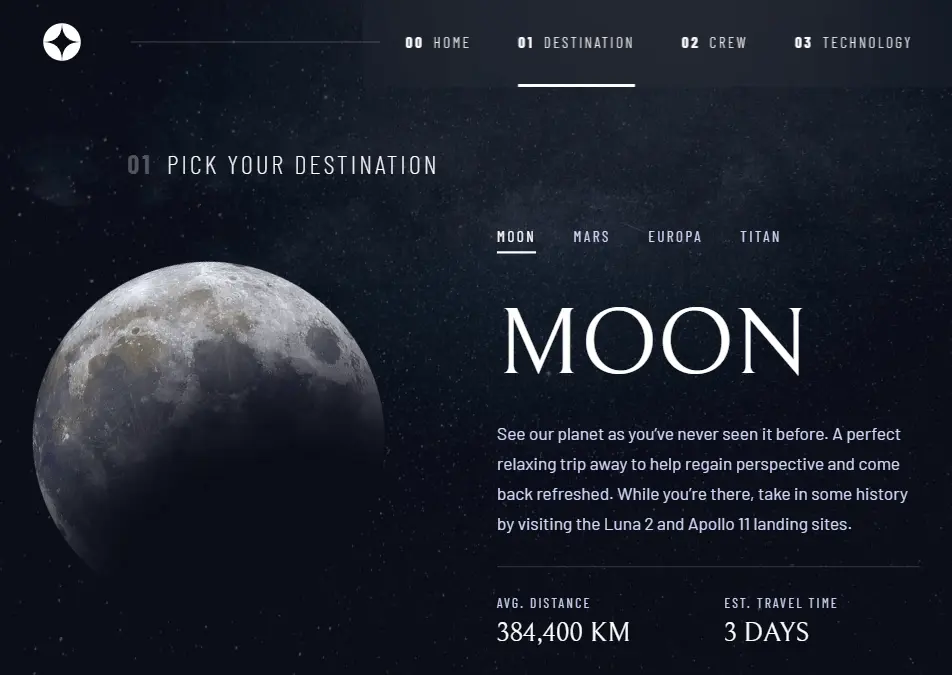 00 HOME 01 DESTINATION 02 CREW 03 TECHNOLOGY
01 PICK YOUR DESTINATION
MOON MARS EUROPA TITAN
MOON
See our planet as you’ve never seen it before. A perfect
relaxing trip away to help regain perspective and come
back refreshed. While you’re there, take in some history
by visiting the Luna 2 and Apollo 11 landing sites.
AVG. DISTANCE EST. TRAVEL TIME
384,400 KM 3 DAYS